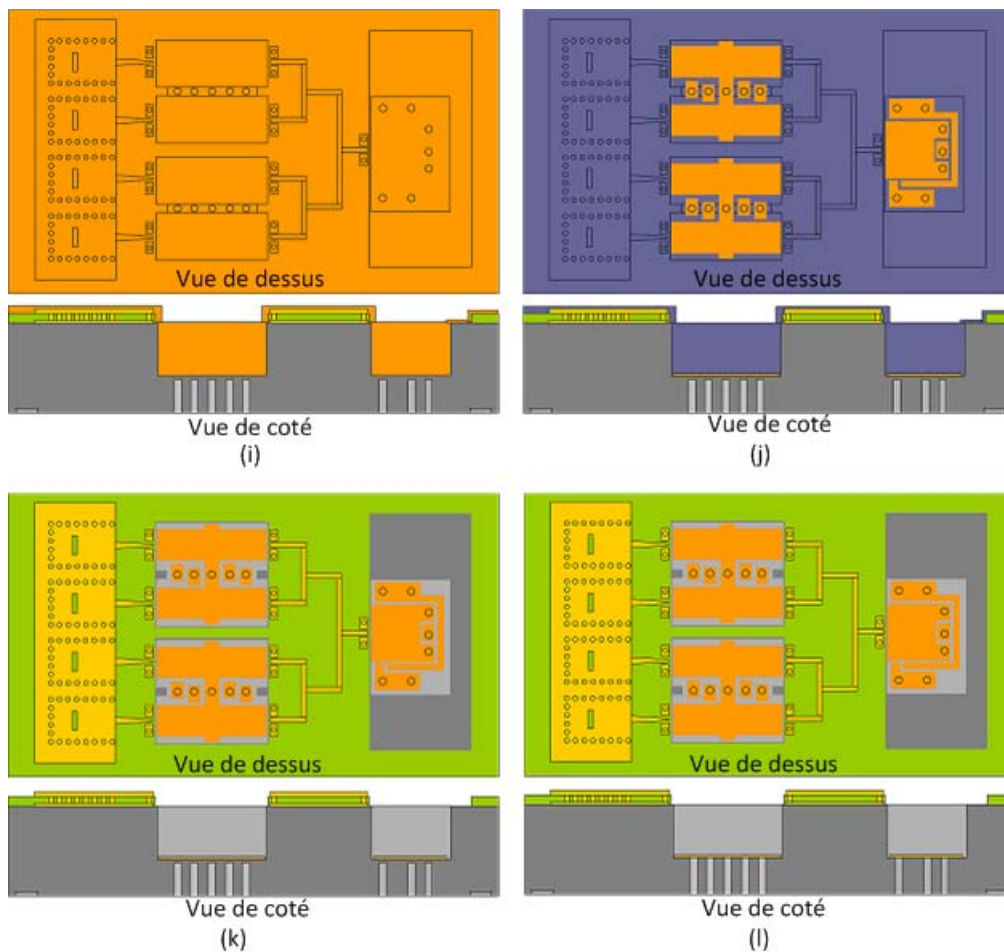 Vue de dessus
Vue de dessus
Vue de coté
(i)
Vue de coté
(j)
Vue de dessus
Vue de dessus
Vue de coté
(k)
Vue de coté
(l)